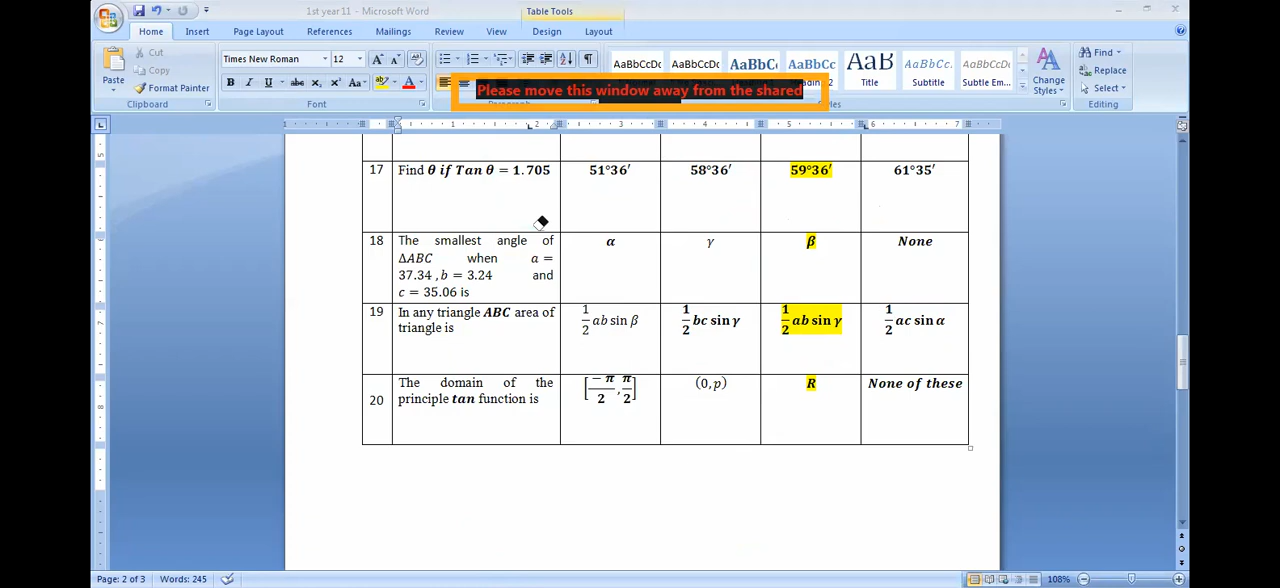 1st year11 - Microsoft Word
Table Tools
Home Insert Page Layout References Mailings Review View Design Layout
Cut
Copy
Format Painter
Paste
Clipboard
Times New Roman 12
B I U abe x₂ x² Aa
Font
Please move this window away from the shared
AaBbCcDc AaBbCcDc AaBbC AaBbCc AaB AaBbCc. AaBbCcDc
Title Subtitle Subtle Em...
Change Styles
Find
Replace
Select
Editing
17 Find θ if Tan θ = 1.705 51°36′ 58°36′ 59°36′ 61°35′
18 The smallest angle of α γ β None
ΔABC when a =
37.34 , b = 3.24 and
c = 35.06 is
19 In any triangle ABC area of 1/2 ab sin β 1/2 bc sin γ 1/2 ab sin γ 1/2 ac sin α
triangle is
20 The domain of the [−π/2, π/2] (0, p) R None of these
principle tan function is
Page: 2 of 3 Words: 245 108%